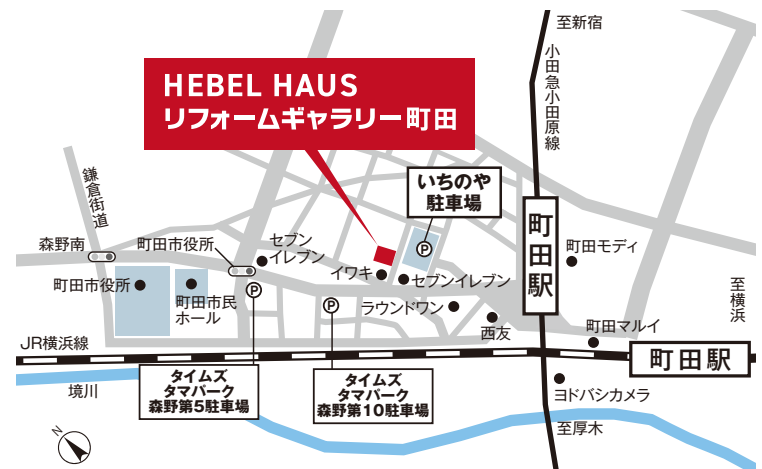 至新宿
小田急小田原線
HEBEL HAUS
リフォームギャラリー町田
鎌倉街道
いちのや
駐車場
P
町田駅
森野南
町田市役所
セブン
イレブン
町田モディ
イワキ
セブンイレブン
至横浜
町田市役所
町田市民
ホール
P
P
ラウンドワン
西友
町田マルイ
JR横浜線
町田駅
境川
タイムズ
タマパーク
森野第5駐車場
タイムズ
タマパーク
森野第10駐車場
ヨドバシカメラ
至厚木
N